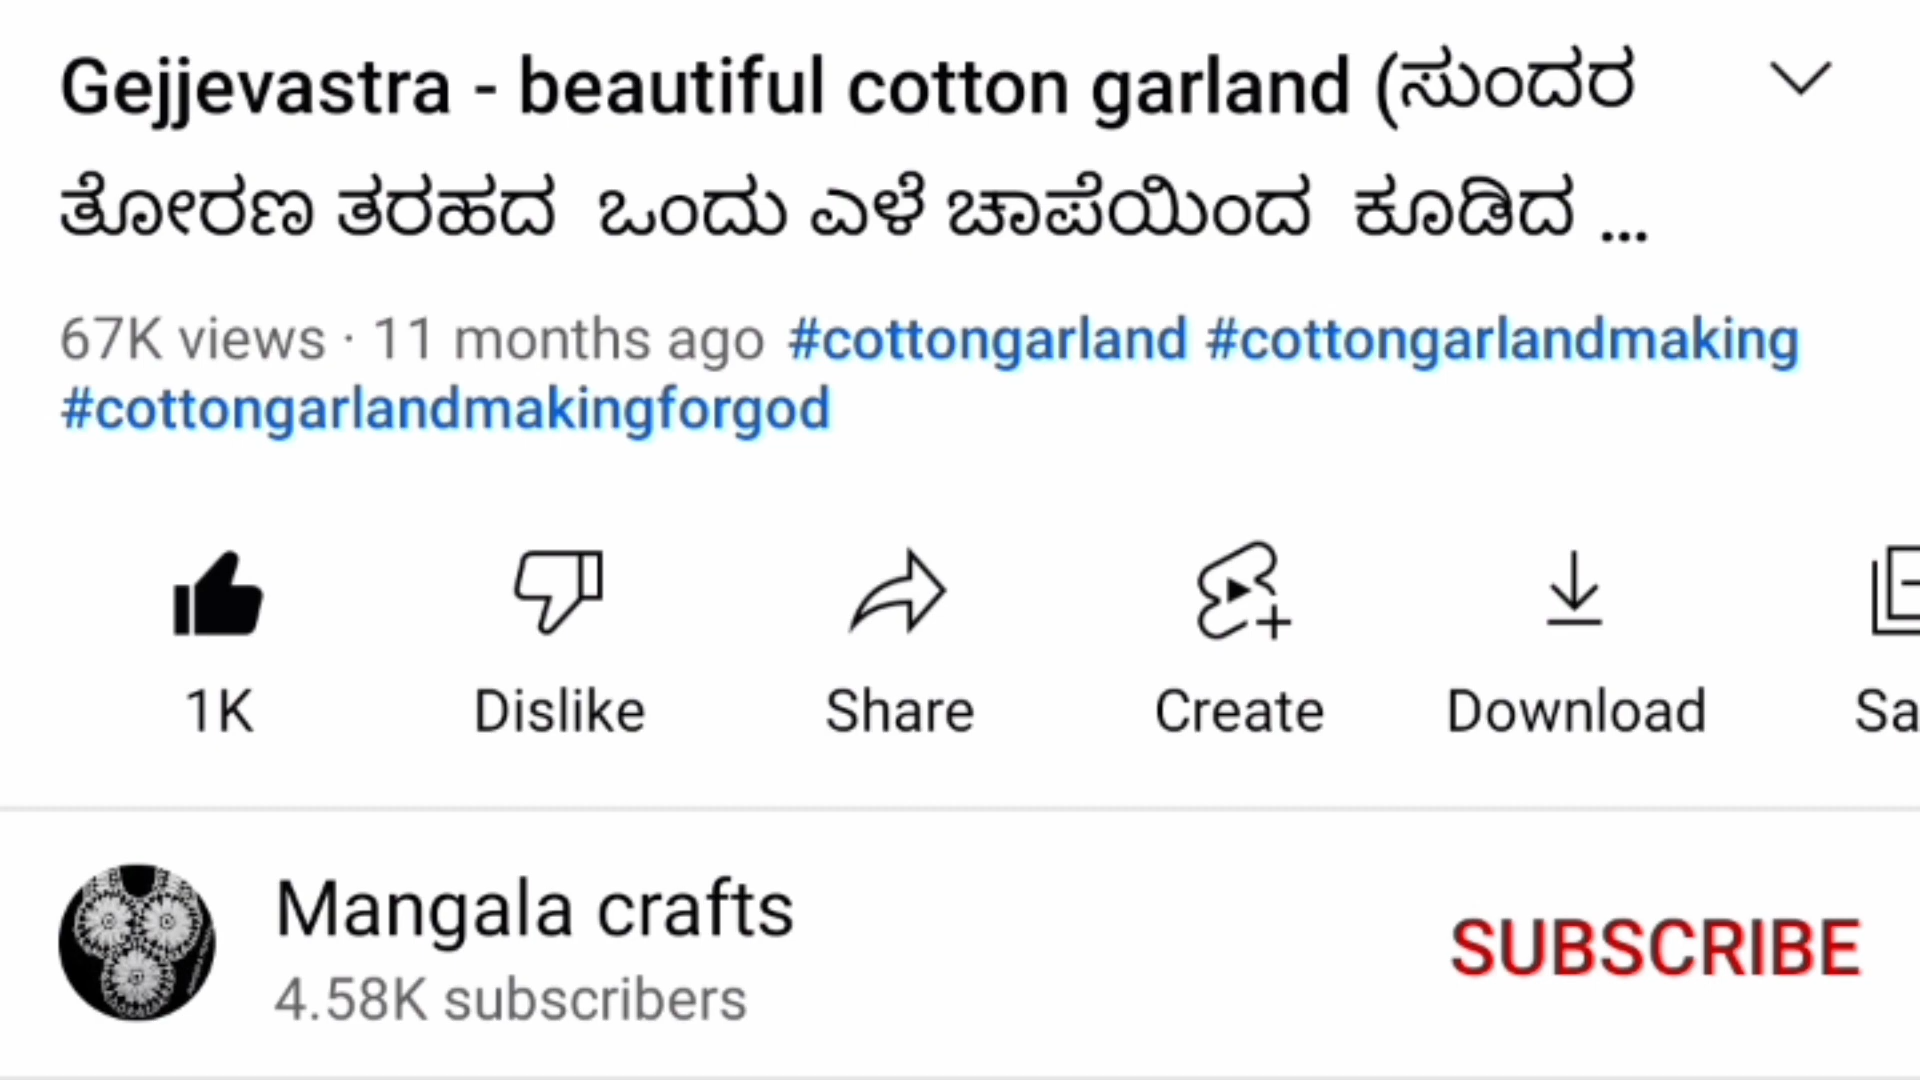 Gejjevastra - beautiful cotton garland (ಸುಂದರ
ತೋರಣ ತರಹದ ಒಂದು ಎಳೆ ಚಾಪೆಯಿಂದ ಕೂಡಿದ ...
67K views · 11 months ago #cottongarland #cottongarlandmaking
#cottongarlandmakingforgod
1K Dislike Share Create Download Sa
Mangala crafts
SUBSCRIBE
4.58K subscribers